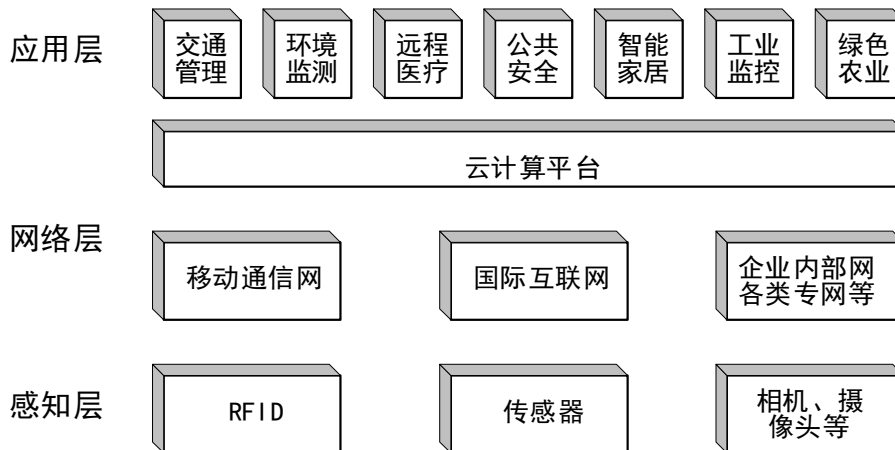 应用层
交通
管理
环境
监测
远程
医疗
公共
安全
智能
家居
工业
监控
绿色
农业
云计算平台
网络层
移动通信网
国际互联网
企业内部网
各类专网等
感知层
RFID
传感器
相机、摄
像头等